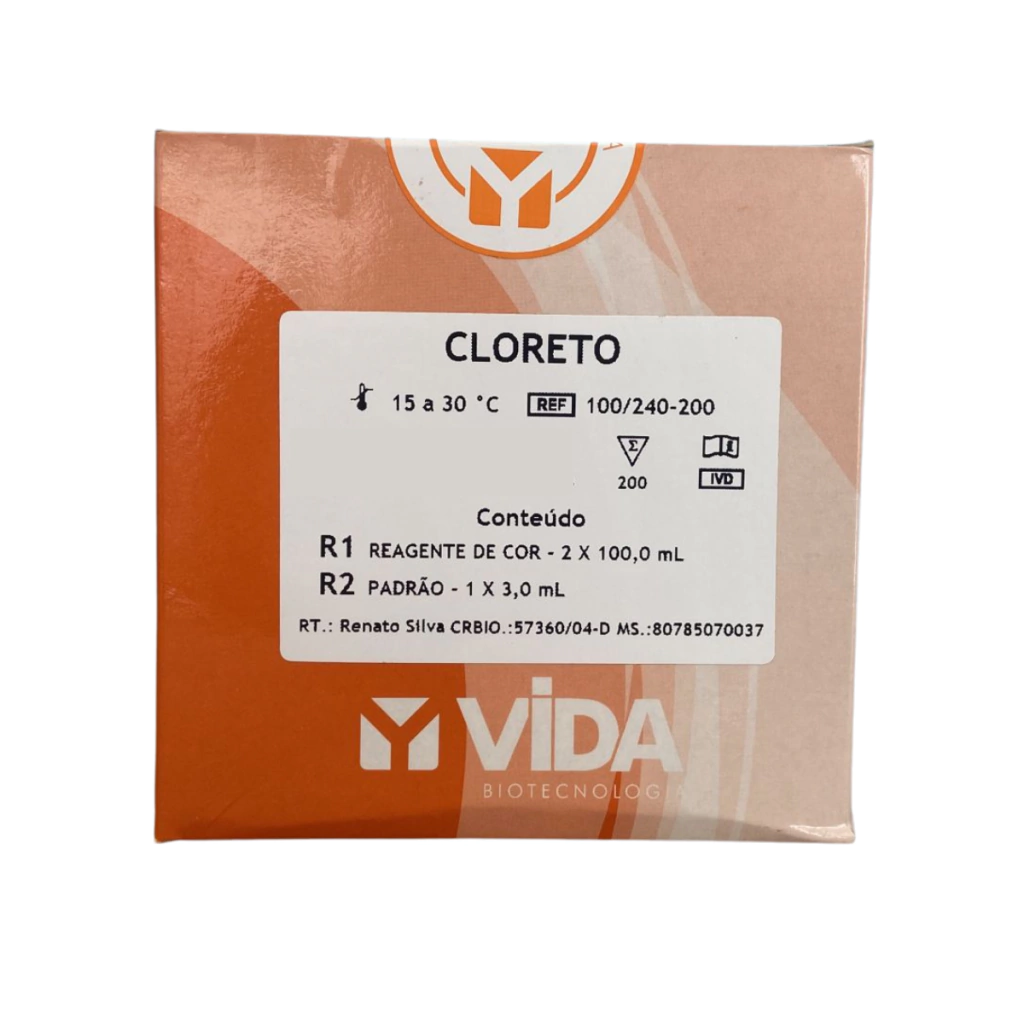 CLORETO
15 a 30 °C REF 100/240-200
Σ
200 IVD
Conteúdo
R1 REAGENTE DE COR - 2 X 100,0 mL
R2 PADRÃO - 1 X 3,0 mL
RT.: Renato Silva CRBIO.:57360/04-D MS.:80785070037
VIDA
BIOTECNOLOGIA